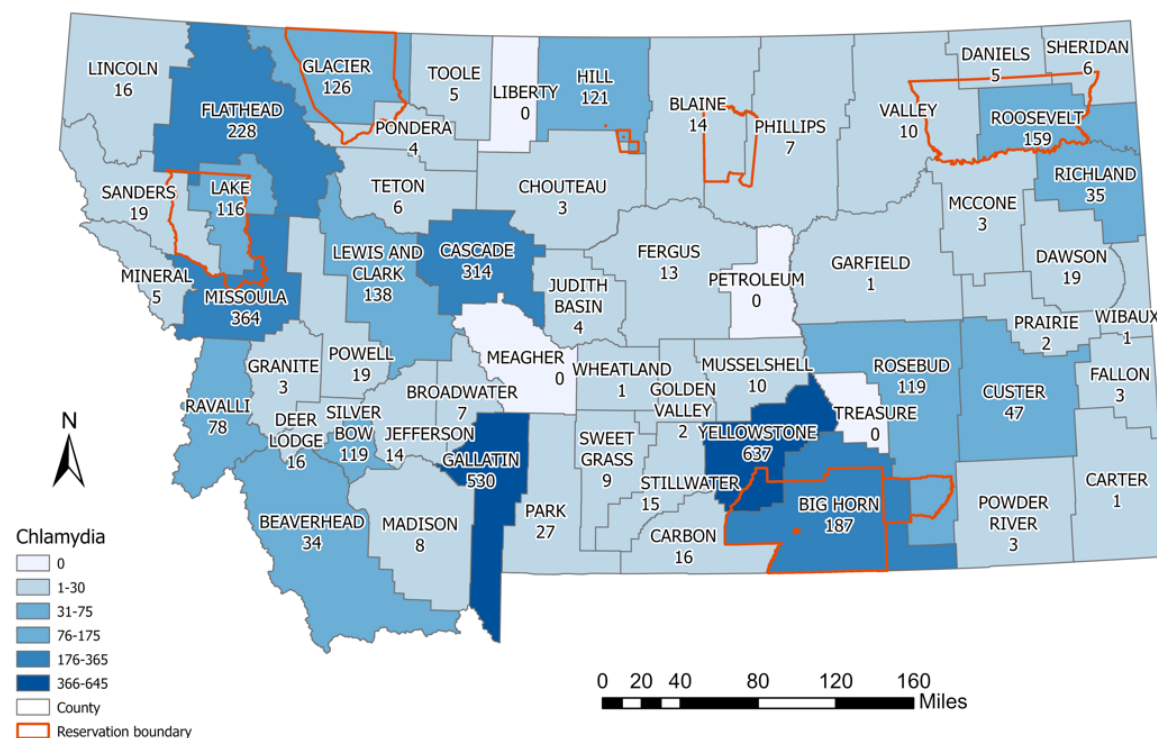 LINCOLN
16
FLATHEAD
228
GLACIER
126
TOOLE
5
LIBERTY
0
HILL
121
BLAINE
14
PHILLIPS
7
VALLEY
10
DANIELS
5
SHERIDAN
6
ROOSEVELT
159
PONDERA
4
TETON
6
CHOUTEAU
3
RICHLAND
35
SANDERS
19
LAKE
116
MCCONE
3
MINERAL
5
MISSOULA
364
LEWIS AND
CLARK
138
CASCADE
314
JUDITH
BASIN
4
FERGUS
13
PETROLEUM
0
GARFIELD
1
DAWSON
19
PRAIRIE
2
WIBAUX
1
GRANITE
3
POWELL
19
MEAGHER
0
WHEATLAND
1
GOLDEN
VALLEY
2
MUSSELSHELL
10
ROSEBUD
119
CUSTER
47
FALLON
3
RAVALLI
78
DEER
LODGE
16
SILVER
BOW
119
BROADWATER
7
JEFFERSON
14
GALLATIN
530
SWEET
GRASS
9
YELLOWSTONE
637
TREASURE
0
BEAVERHEAD
34
MADISON
8
PARK
27
STILLWATER
15
CARBON
16
BIG HORN
187
POWDER
RIVER
3
CARTER
1
N
Chlamydia
0
1-30
31-75
76-175
176-365
366-645
County
Reservation boundary
0 20 40 80 120 160
Miles